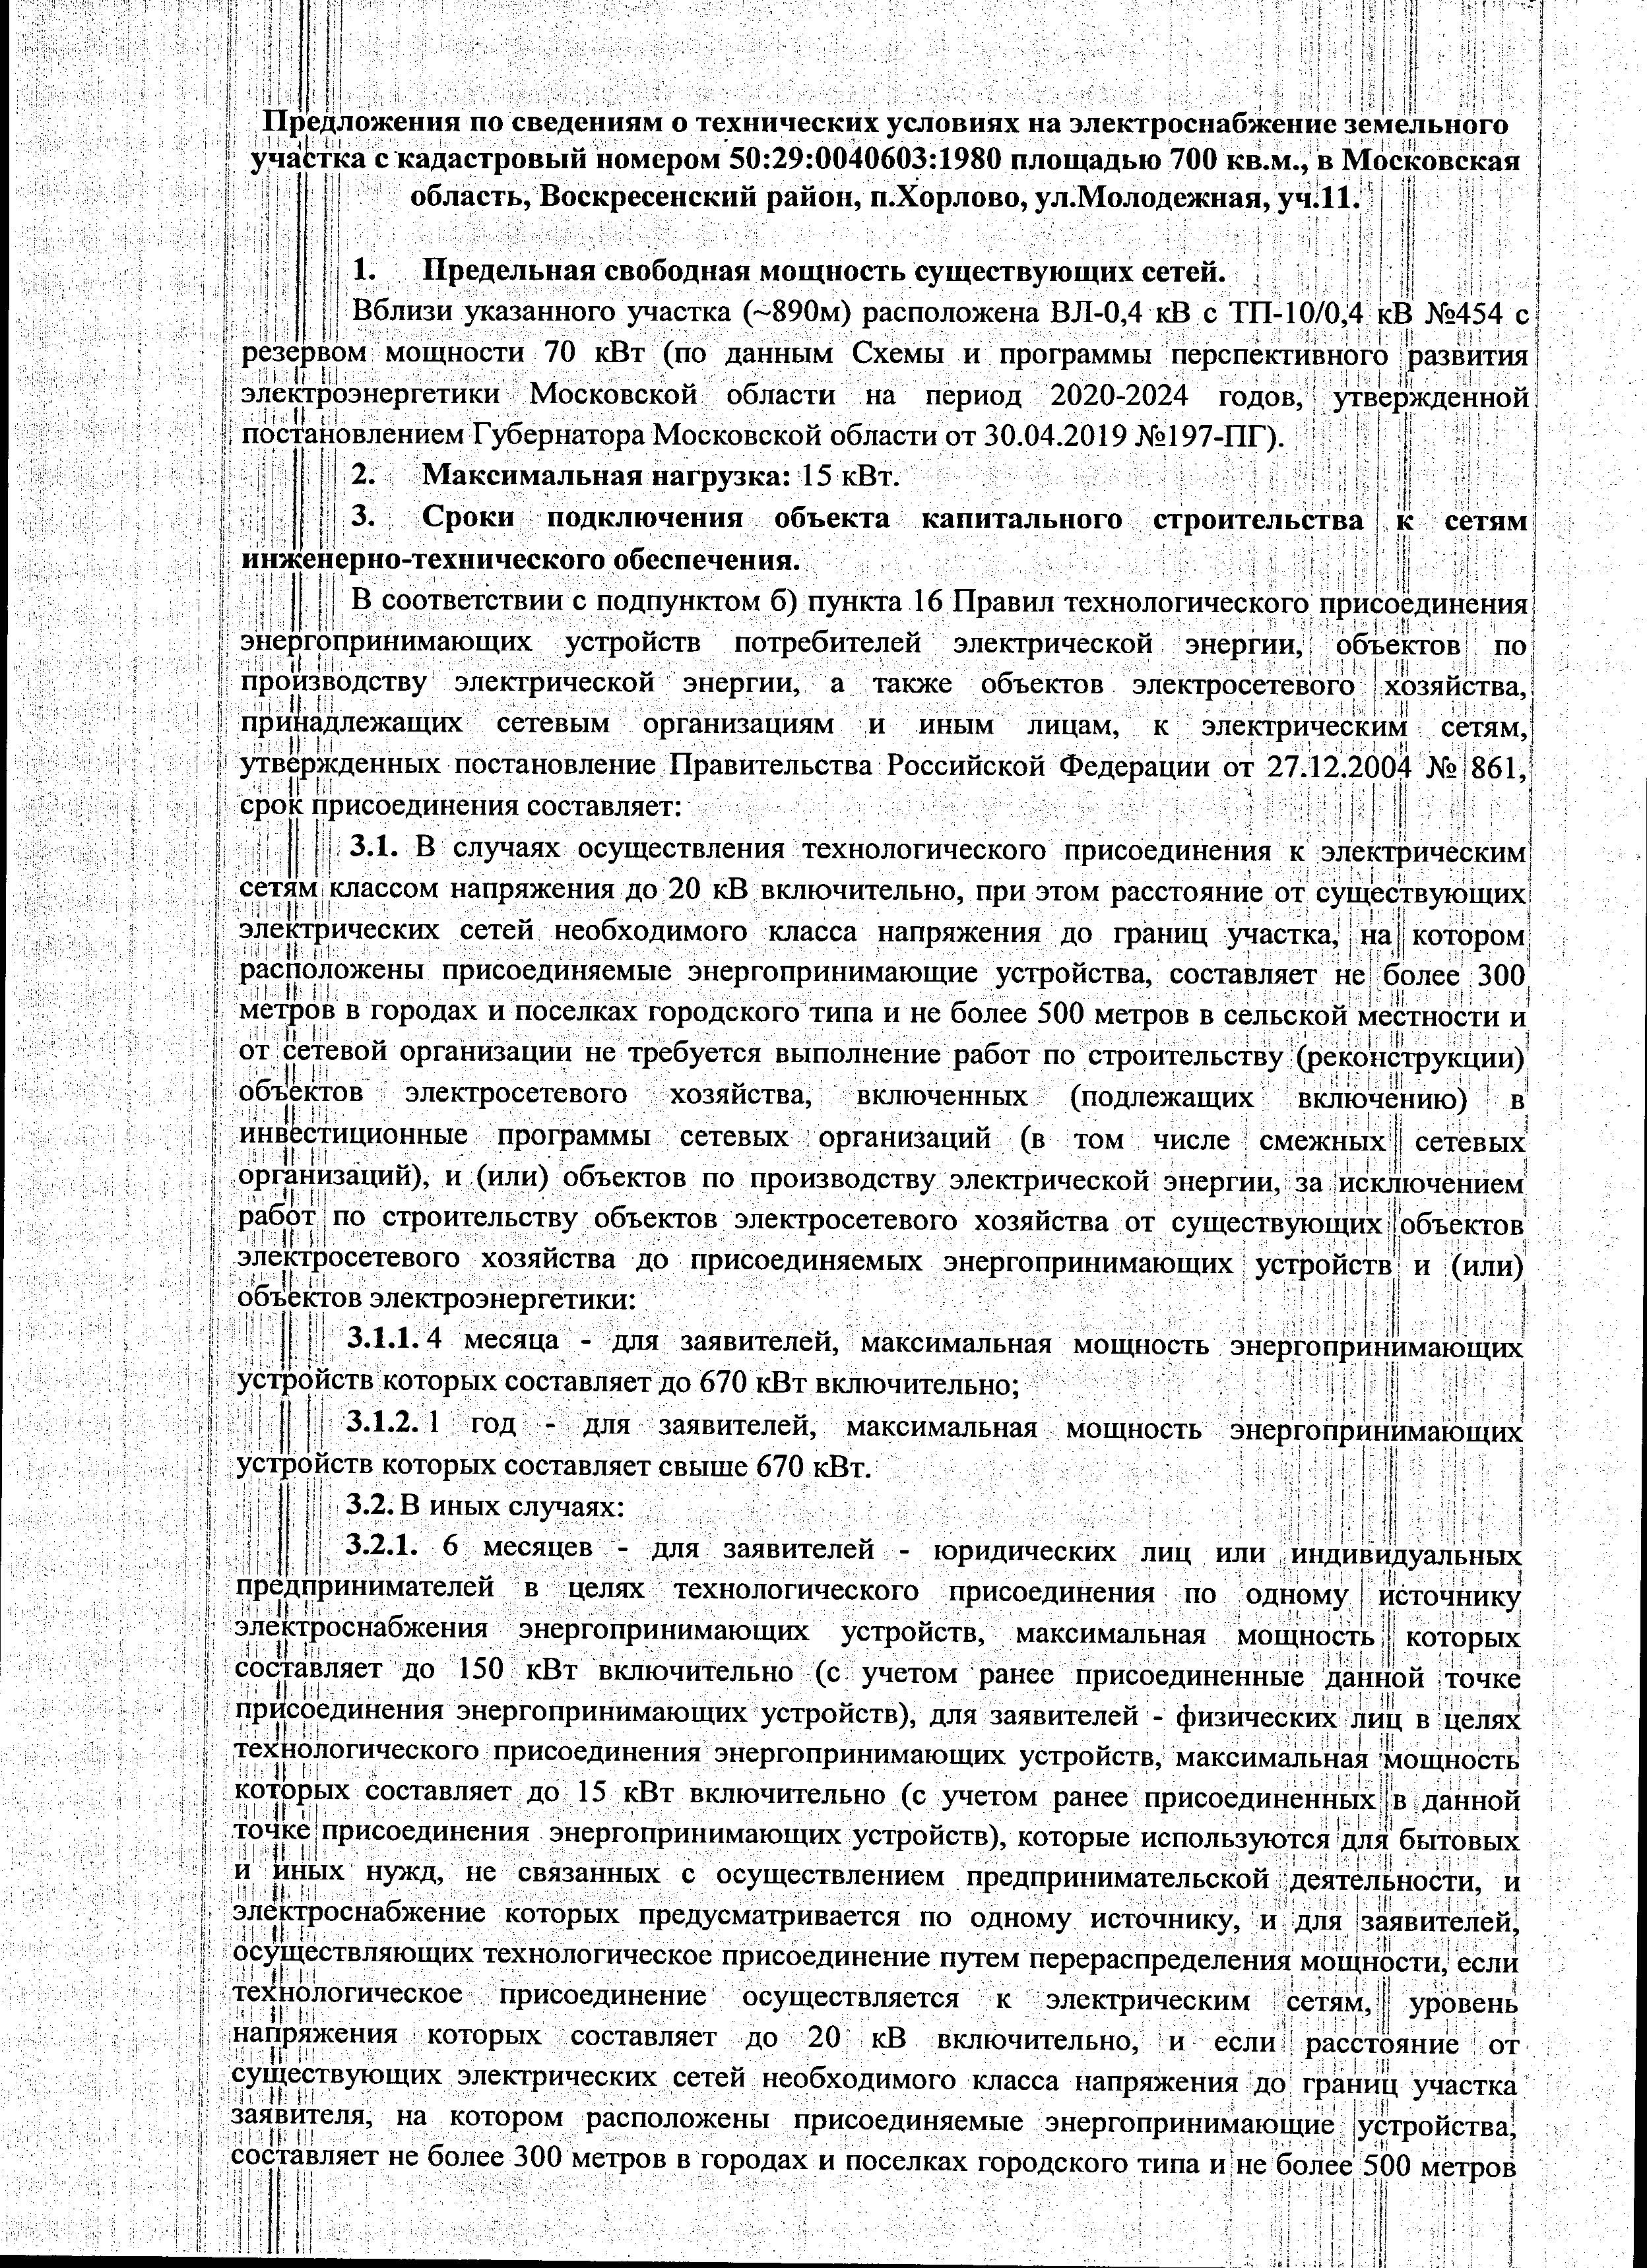 Предложения по сведениям о технических условиях на электроснабжение земельного
участка с кадастровый номером 50:29:0040603:1980 площадью 700 кв.м., в Московская
область, Воскресенский район, п.Хорлово, ул.Молодежная, уч.11.
1. Предельная свободная мощность существующих сетей.
Вблизи указанного участка (~890м) расположена ВЛ-0,4 кВ с ТП-10/0,4 кВ №454 с
резервом мощности 70 кВт (по данным Схемы и программы перспективного развития
электроэнергетики Московской области на период 2020-2024 годов, утвержденной
постановлением Губернатора Московской области от 30.04.2019 №197-ПГ).
2. Максимальная нагрузка: 15 кВт.
3. Сроки подключения объекта капитального строительства к сетям
инженерно-технического обеспечения.
В соответствии с подпунктом б) пункта 16 Правил технологического присоединения
энергопринимающих устройств потребителей электрической энергии, объектов по
производству электрической энергии, а также объектов электросетевого хозяйства,
принадлежащих сетевым организациям и иным лицам, к электрическим сетям,
утвержденных постановление Правительства Российской Федерации от 27.12.2004 № 861,
срок присоединения составляет:
3.1. В случаях осуществления технологического присоединения к электрическим
сетям классом напряжения до 20 кВ включительно, при этом расстояние от существующих
электрических сетей необходимого класса напряжения до границ участка, на котором
расположены присоединяемые энергопринимающие устройства, составляет не более 300
метров в городах и поселках городского типа и не более 500 метров в сельской местности и
от сетевой организации не требуется выполнение работ по строительству (реконструкции)
объектов электросетевого хозяйства, включенных (подлежащих включению) в
инвестиционные программы сетевых организаций (в том числе смежных сетевых
организаций), и (или) объектов по производству электрической энергии, за исключением
работ по строительству объектов электросетевого хозяйства от существующих объектов
электросетевого хозяйства до присоединяемых энергопринимающих устройств и (или)
объектов электроэнергетики:
3.1.1. 4 месяца - для заявителей, максимальная мощность энергопринимающих
устройств которых составляет до 670 кВт включительно;
3.1.2. 1 год - для заявителей, максимальная мощность энергопринимающих
устройств которых составляет свыше 670 кВт.
3.2. В иных случаях:
3.2.1. 6 месяцев - для заявителей - юридических лиц или индивидуальных
предпринимателей в целях технологического присоединения по одному источнику
электроснабжения энергопринимающих устройств, максимальная мощность которых
составляет до 150 кВт включительно (с учетом ранее присоединенные данной точке
присоединения энергопринимающих устройств), для заявителей - физических лиц в целях
технологического присоединения энергопринимающих устройств, максимальная мощность
которых составляет до 15 кВт включительно (с учетом ранее присоединенных в данной
точке присоединения энергопринимающих устройств), которые используются для бытовых
и иных нужд, не связанных с осуществлением предпринимательской деятельности, и
электроснабжение которых предусматривается по одному источнику, и для заявителей,
осуществляющих технологическое присоединение путем перераспределения мощности, если
технологическое присоединение осуществляется к электрическим сетям, уровень
напряжения которых составляет до 20 кВ включительно, и если расстояние от
существующих электрических сетей необходимого класса напряжения до границ участка
заявителя, на котором расположены присоединяемые энергопринимающие устройства,
составляет не более 300 метров в городах и поселках городского типа и не более 500 метров